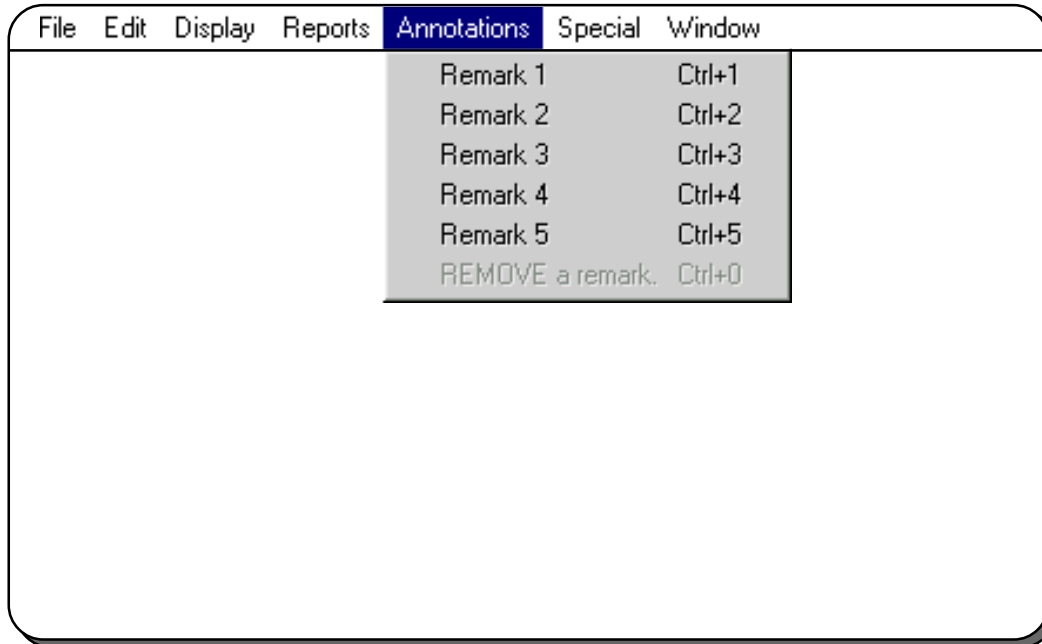 File Edit Display Reports Annotations Special Window
Remark 1 Ctrl+1
Remark 2 Ctrl+2
Remark 3 Ctrl+3
Remark 4 Ctrl+4
Remark 5 Ctrl+5
REMOVE a remark. Ctrl+0